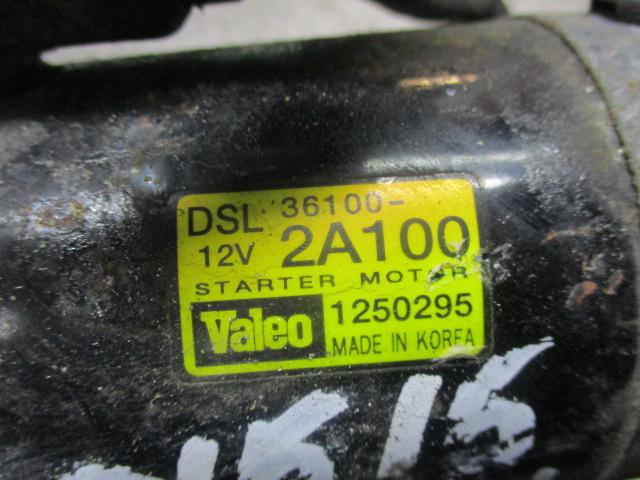 DSL 36100-
12V 2A100
STARTER MOTOR
Valeo 1250295
MADE IN KOREA